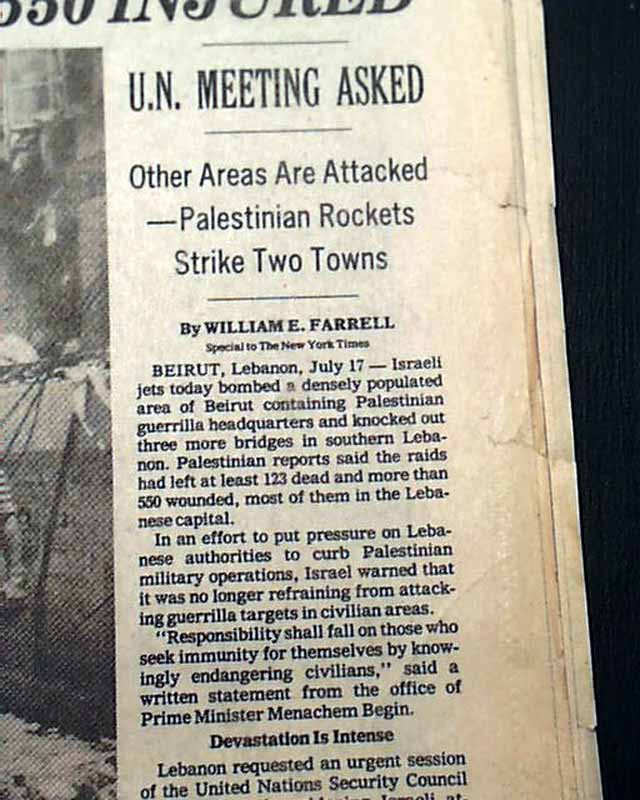 550 INJURED
U.N. MEETING ASKED
Other Areas Are Attacked
—Palestinian Rockets
Strike Two Towns
By WILLIAM E. FARRELL
Special to The New York Times
BEIRUT, Lebanon, July 17 — Israeli
jets today bombed a densely populated
area of Beirut containing Palestinian
guerrilla headquarters and knocked out
three more bridges in southern Leba-
non. Palestinian reports said the raids
had left at least 123 dead and more than
550 wounded, most of them in the Leba-
nese capital.
In an effort to put pressure on Leba-
nese authorities to curb Palestinian
military operations, Israel warned that
it was no longer refraining from attack-
ing guerrilla targets in civilian areas.
"Responsibility shall fall on those who
seek immunity for themselves by know-
ingly endangering civilians," said a
written statement from the office of
Prime Minister Menachem Begin.
Devastation Is Intense
Lebanon requested an urgent session
of the United Nations Security Council
Israeli at-